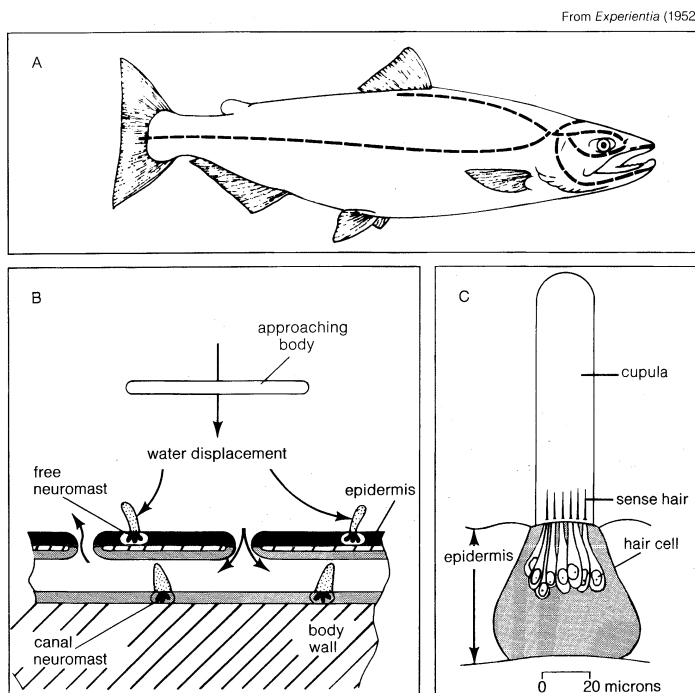 From Experientia (1952
A
B
approaching
body
water displacement
free
neuromast
epidermis
canal
neuromast
body
wall
C
cupula
sense hair
hair cell
epidermis
0 20 microns